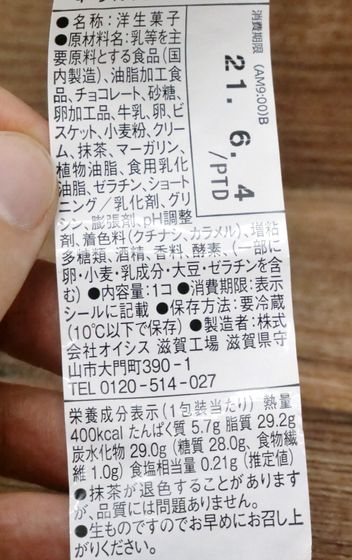 ●名称:洋生菓子
●原材料名:乳等を主
要原料とする食品(国
内製造)、油脂加工食
品、チョコレート、砂糖、
卵加工品、牛乳、卵、ビ
スケット、小麦粉、クリー
ム、抹茶、マーガリン、
植物油脂、食用乳化
油脂、ゼラチン、ショート
ニング/乳化剤、グリ
シン、膨張剤、pH調整
剤、着色料(クチナシ、カラメル)、増粘
多糖類、酒精、香料、酵素、(一部に
卵・小麦・乳成分・大豆・ゼラチンを含
む)●内容量:1コ●消費期限:表示
シールに記載●保存方法:要冷蔵
(10℃以下で保存)●製造者:株式
会社オイシス 滋賀工場 滋賀県守
山市大門町390-1
TEL 0120-514-027
消費期限 (AM9:00)B
21.6.4
/PTD
栄養成分表示(1包装当たり) 熱量
400kcal たんぱく質 5.7g 脂質 29.2g
炭水化物 29.0g(糖質 28.0g、食物繊
維 1.0g) 食塩相当量 0.21g (推定値)
●抹茶が退色することがあります
が、品質には問題ありません。
●生ものですのでお早めにお召し上
がりください。